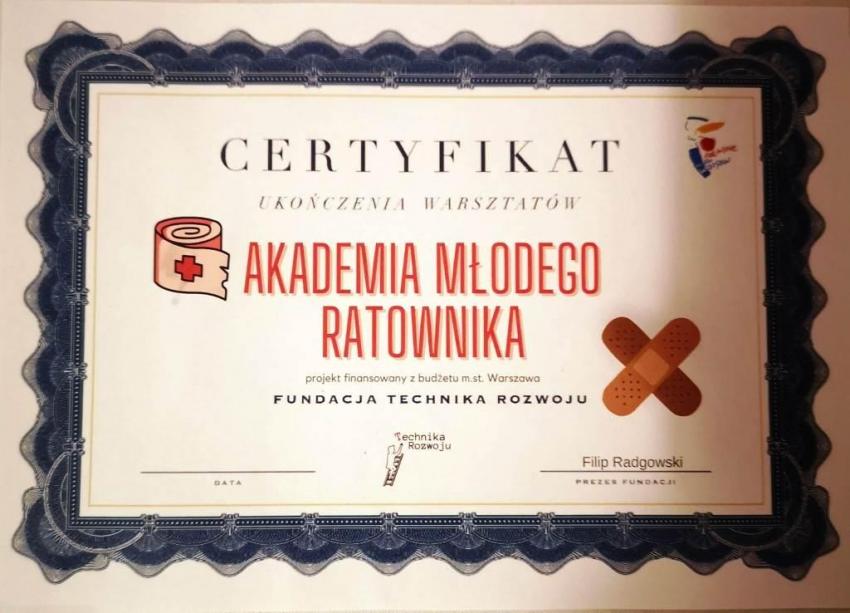 CERTYFIKAT
UKOŃCZENIA WARSZTATÓW
AKADEMIA MŁODEGO
RATOWNIKA
projekt finansowany z budżetu m.st. Warszawa
FUNDACJA TECHNIKA ROZWOJU
Technika
Rozwoju
Filip Radgowski
DATA
PREZES FUNDACJI